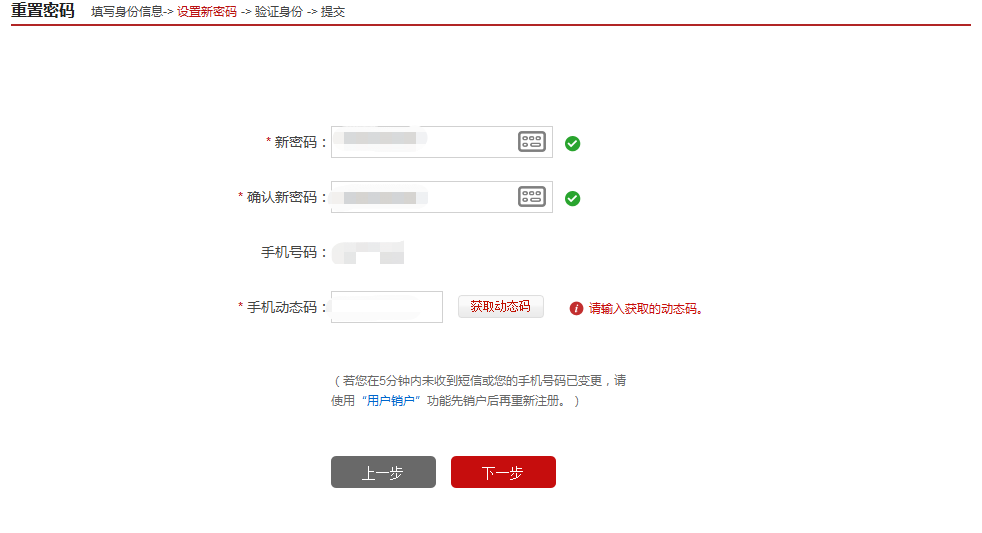 重置密码 填写身份信息-> 设置新密码 -> 验证身份 -> 提交
* 新密码：
* 确认新密码：
手机号码：
* 手机动态码： 获取动态码 请输入获取的动态码。
（若您在5分钟内未收到短信或您的手机号码已变更，请
使用“用户销户”功能先销户后再重新注册。）
上一步 下一步